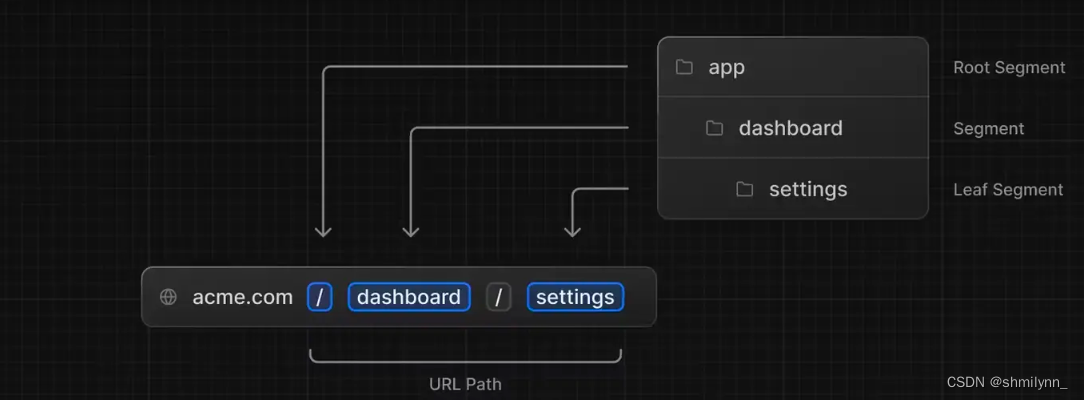 app
Root Segment
dashboard
Segment
settings
Leaf Segment
acme.com / dashboard / settings
URL Path
CSDN @shmilynn_